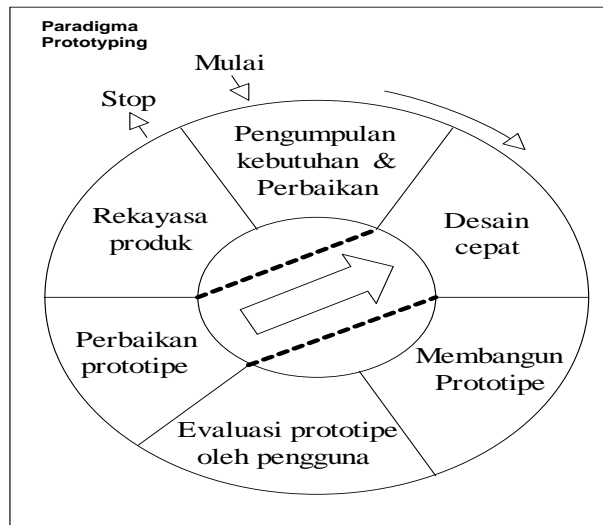 Paradigma
Prototyping
Mulai
Stop
Pengumpulan
kebutuhan &
Perbaikan
Desain
cepat
Membangun
Prototipe
Evaluasi prototipe
oleh pengguna
Perbaikan
prototipe
Rekayasa
produk